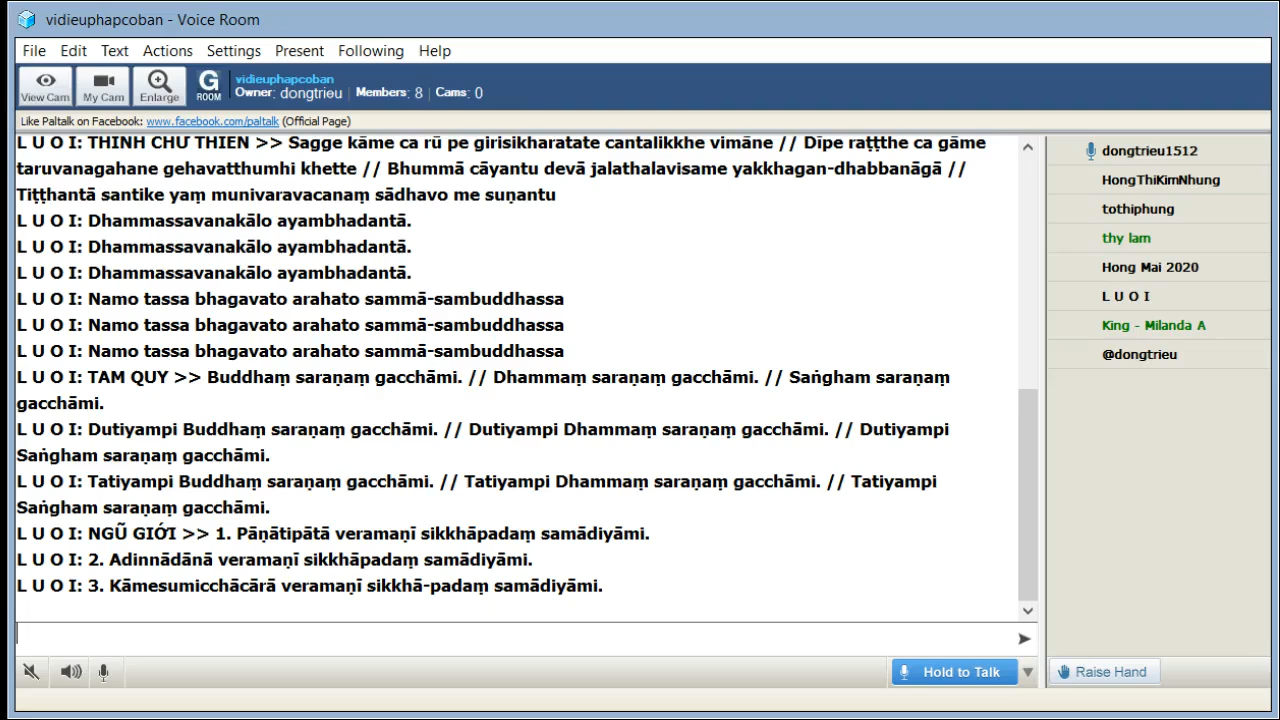 vidieuphapcoban - Voice Room
File Edit Text Actions Settings Present Following Help
View Cam My Cam Enlarge G ROOM
vidieuphapcoban
Owner: dongtrieu Members: 8 Cams: 0
Like Paltalk on Facebook: www.facebook.com/paltalk (Official Page)
L U O I: THỈNH CHƯ THIÊN >> Sagge kāme ca rū pe girisikharatate cantalikkhe vimāne // Dīpe raṭṭṭhe ca gāme
taruvanagahane gehavatthumhi khette // Bhummā cāyantu devā jalathalavisame yakkhagan-dhabbanāgā //
Tiṭṭhantā santike yaṃ munivaravacanaṃ sādhavo me suṇantu
L U O I: Dhammassavanakālo ayambhadantā.
L U O I: Dhammassavanakālo ayambhadantā.
L U O I: Dhammassavanakālo ayambhadantā.
L U O I: Namo tassa bhagavato arahato sammā-sambuddhassa
L U O I: Namo tassa bhagavato arahato sammā-sambuddhassa
L U O I: Namo tassa bhagavato arahato sammā-sambuddhassa
L U O I: TAM QUY >> Buddhaṃ saraṇaṃ gacchāmi. // Dhammaṃ saraṇaṃ gacchāmi. // Saṅgham saraṇaṃ
gacchāmi.
L U O I: Dutiyampi Buddhaṃ saraṇaṃ gacchāmi. // Dutiyampi Dhammaṃ saraṇaṃ gacchāmi. // Dutiyampi
Saṅgham saraṇaṃ gacchāmi.
L U O I: Tatiyampi Buddhaṃ saraṇaṃ gacchāmi. // Tatiyampi Dhammaṃ saraṇaṃ gacchāmi. // Tatiyampi
Saṅgham saraṇaṃ gacchāmi.
L U O I: NGŨ GIỚI >> 1. Pāṇātipātā veramaṇī sikkhāpadaṃ samādiyāmi.
L U O I: 2. Adinnādānā veramaṇī sikkhāpadaṃ samādiyāmi.
L U O I: 3. Kāmesumicchācārā veramaṇī sikkhā-padaṃ samādiyāmi.
dongtrieu1512
HongThiKimNhung
tothiphung
thy lam
Hong Mai 2020
L U O I
King - Milanda A
@dongtrieu
Hold to Talk
Raise Hand